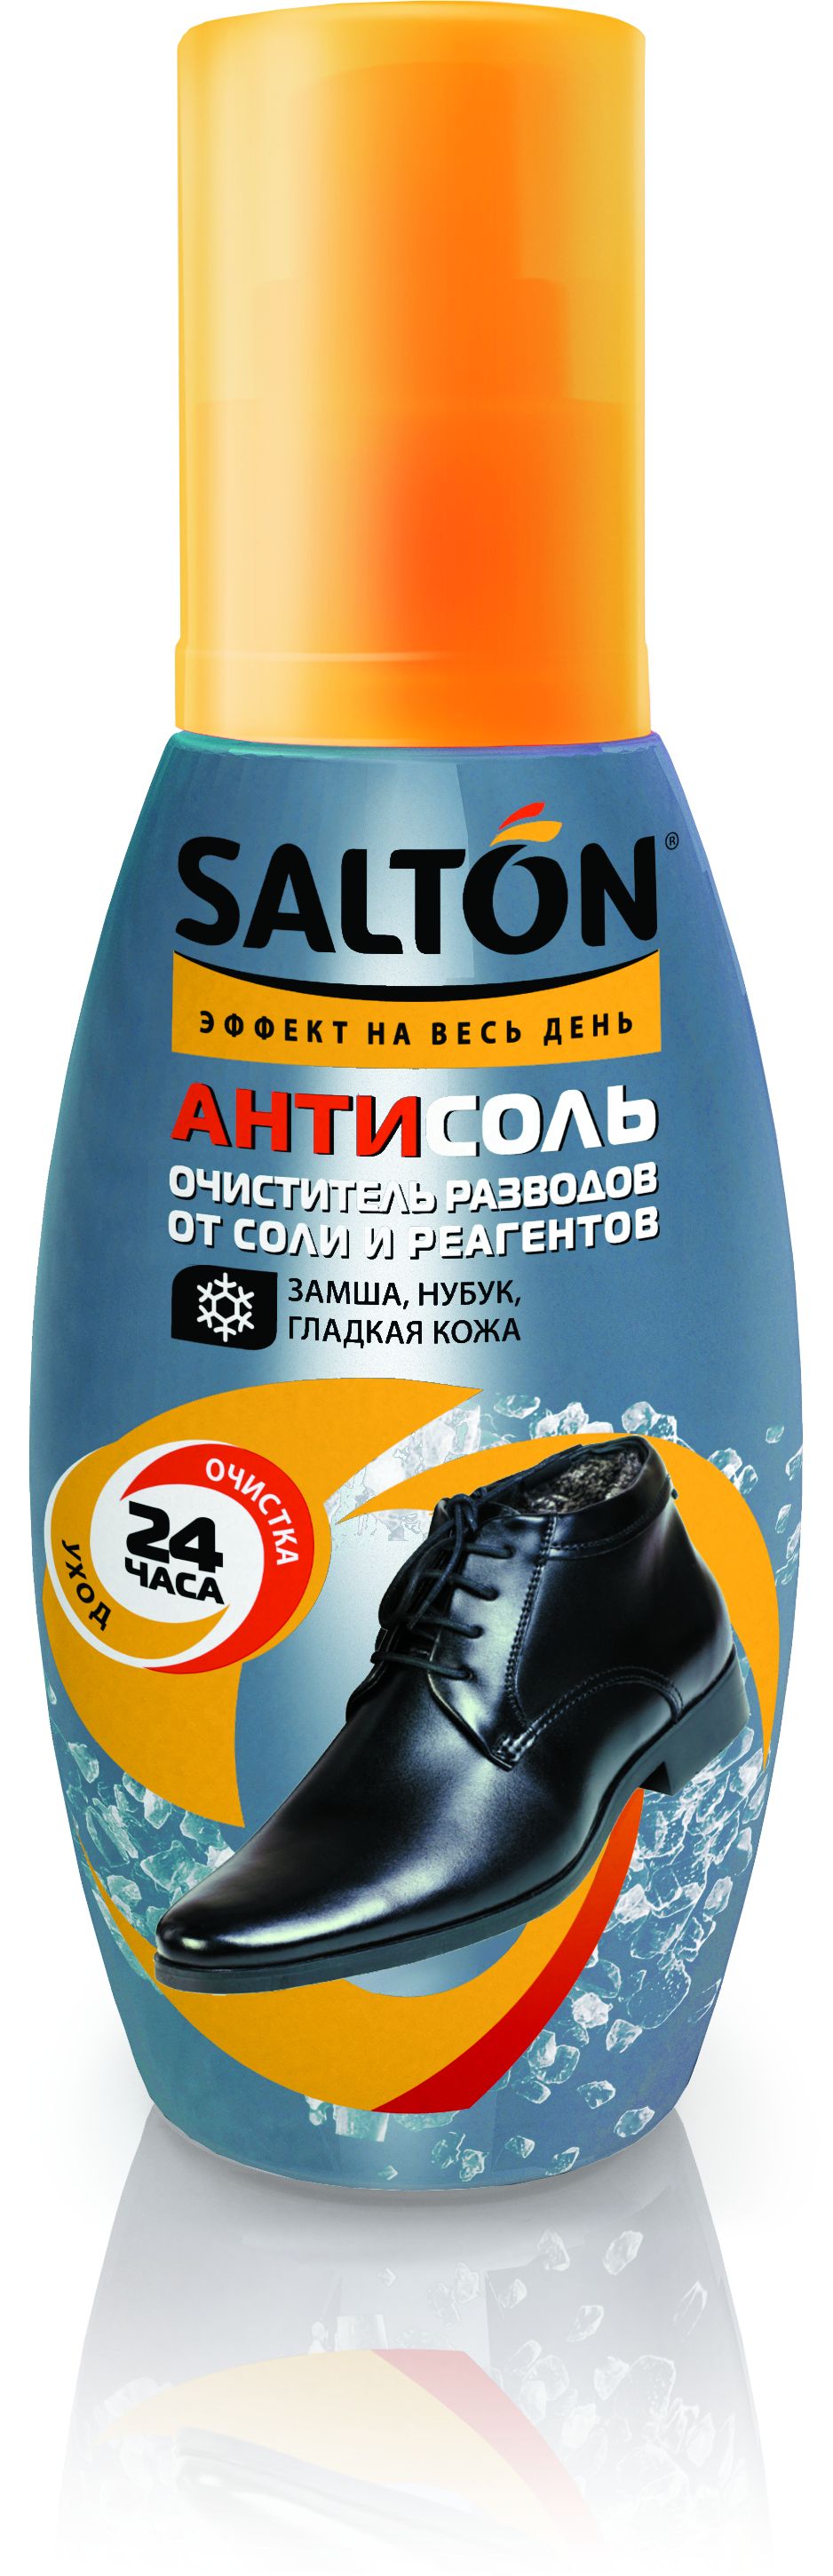 SALTON®
ЭФФЕКТ НА ВЕСЬ ДЕНЬ
АНТИСОЛЬ
ОЧИСТИТЕЛЬ РАЗВОДОВ
ОТ СОЛИ И РЕАГЕНТОВ
ЗАМША, НУБУК,
ГЛАДКАЯ КОЖА
ОЧИСТКА
24
ЧАСА
УХОД